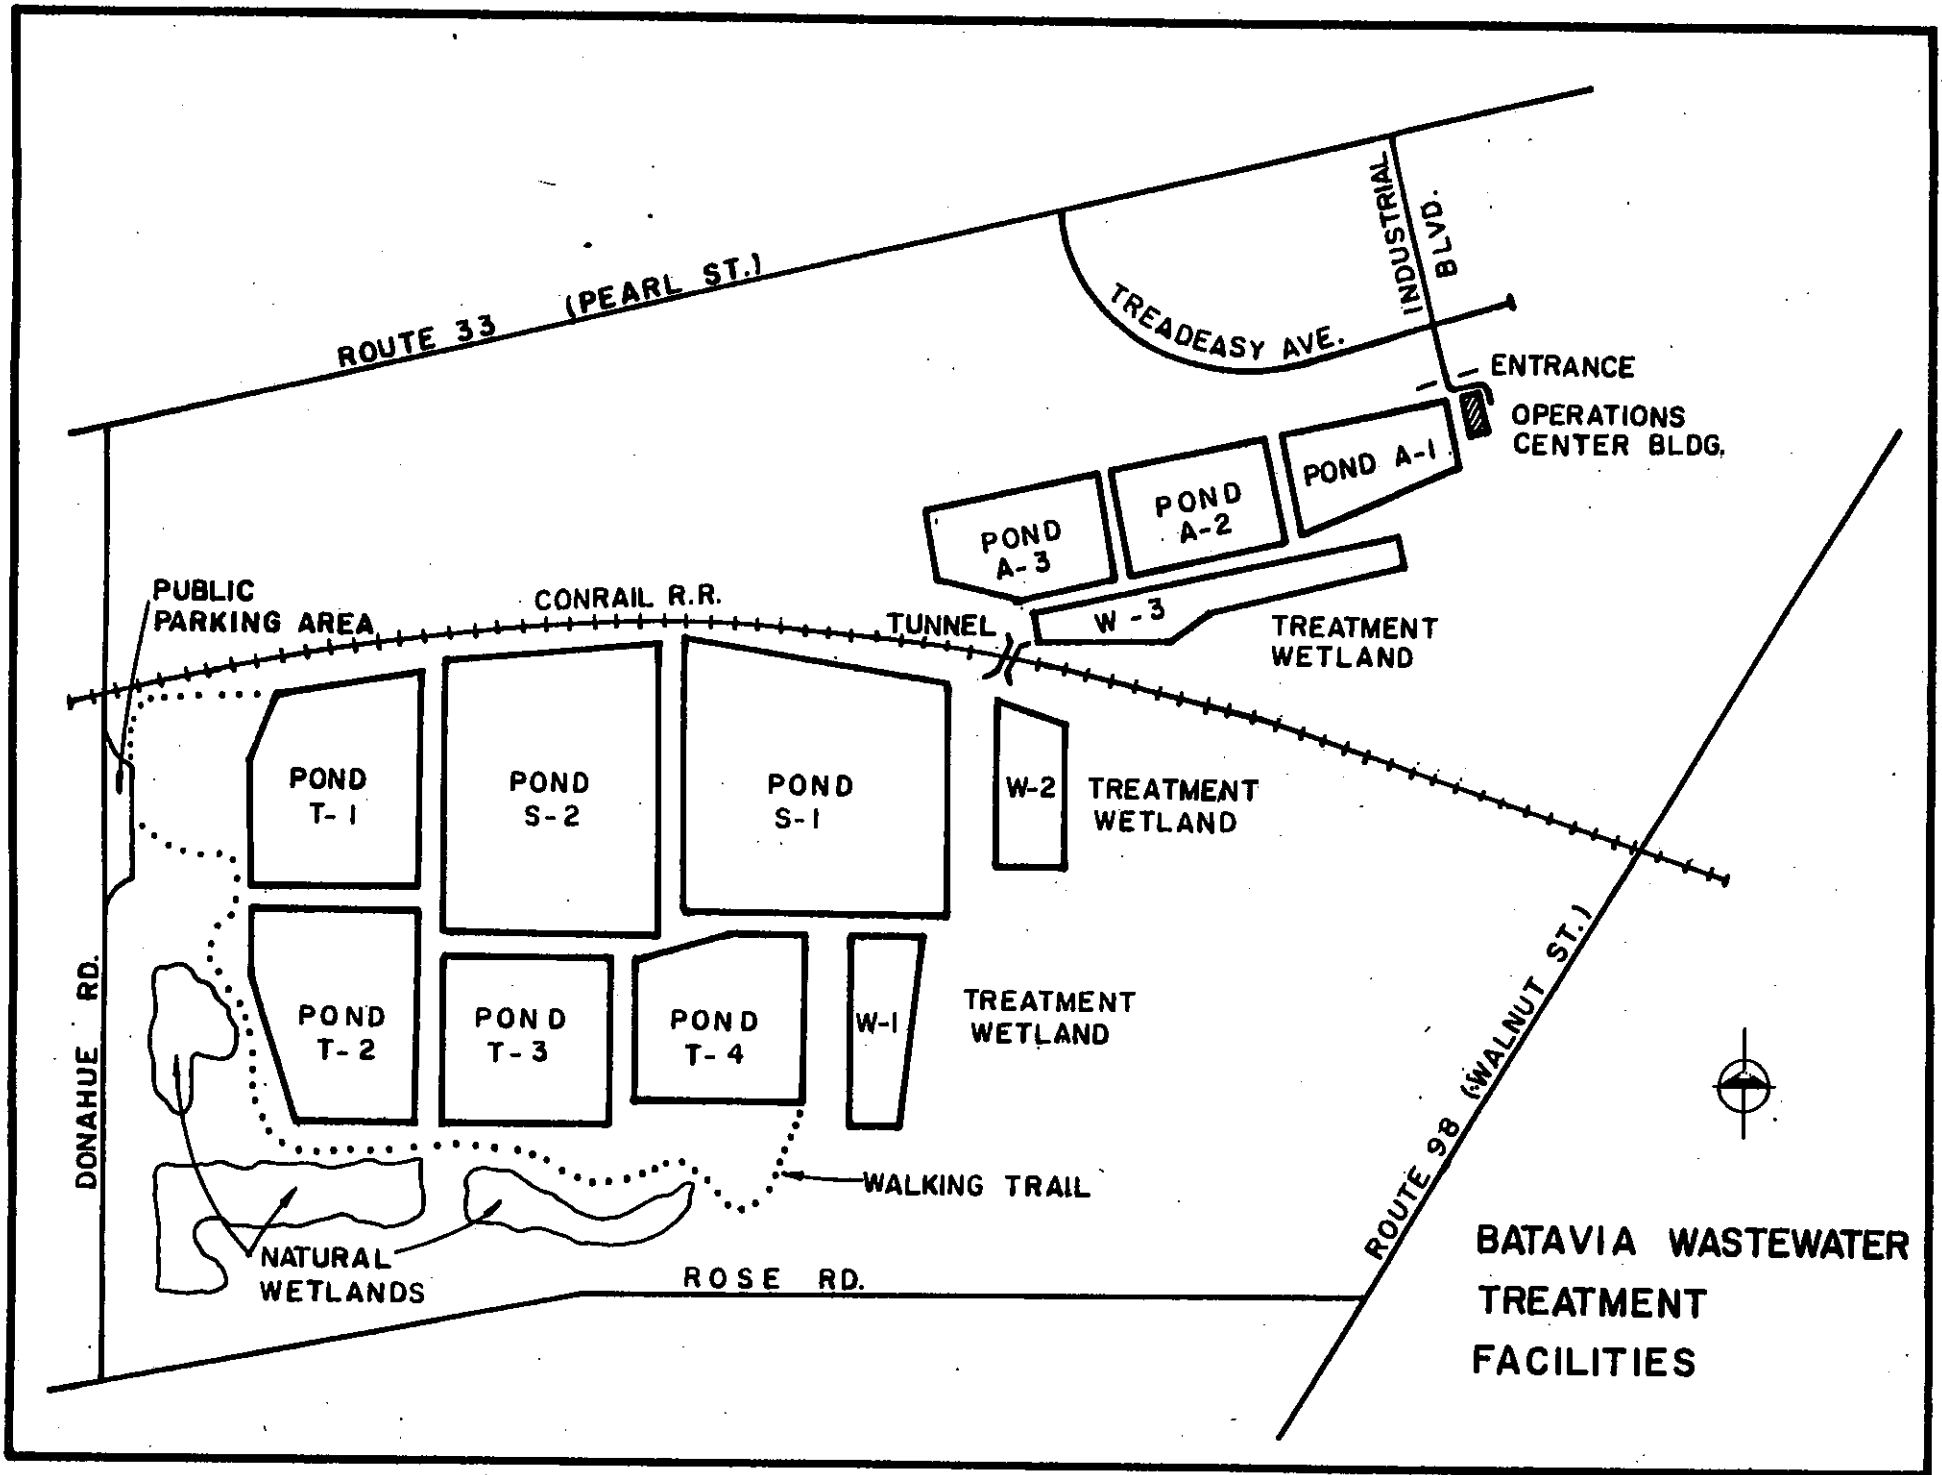 INDUSTRIAL
BLVD.
ROUTE 33 (PEARL ST.)
TREADEASY AVE.
ENTRANCE
OPERATIONS
CENTER BLDG.
POND A-1
POND
A-2
POND
A-3
PUBLIC
PARKING AREA
CONRAIL R.R.
TUNNEL
W-3
TREATMENT
WETLAND
POND
T-1
POND
S-2
POND
S-1
W-2
TREATMENT
WETLAND
DONAHUE RD.
POND
T-2
POND
T-3
POND
T-4
W-1
TREATMENT
WETLAND
ROUTE 98 (WALNUT ST.)
WALKING TRAIL
NATURAL
WETLANDS
ROSE RD.
BATAVIA WASTEWATER
TREATMENT
FACILITIES